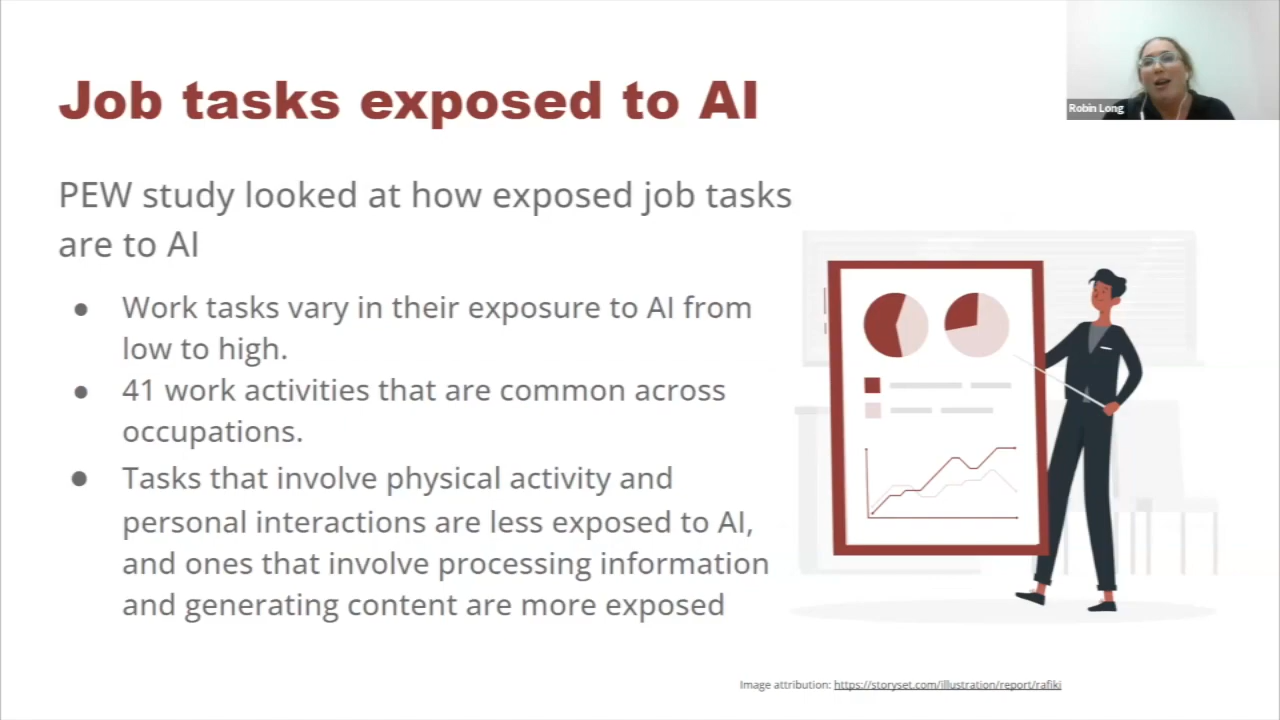 Job tasks exposed to AI
Robin Long
PEW study looked at how exposed job tasks
are to AI
● Work tasks vary in their exposure to AI from
low to high.
● 41 work activities that are common across
occupations.
● Tasks that involve physical activity and
personal interactions are less exposed to AI,
and ones that involve processing information
and generating content are more exposed
Image attribution: https://storyset.com/illustration/report/rafiki